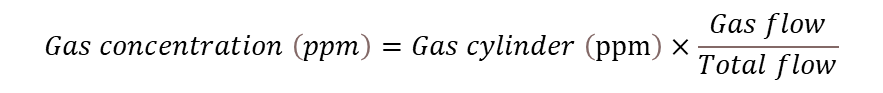 Gas concentration (ppm) = Gas cylinder (ppm) × Gas flow / Total flow